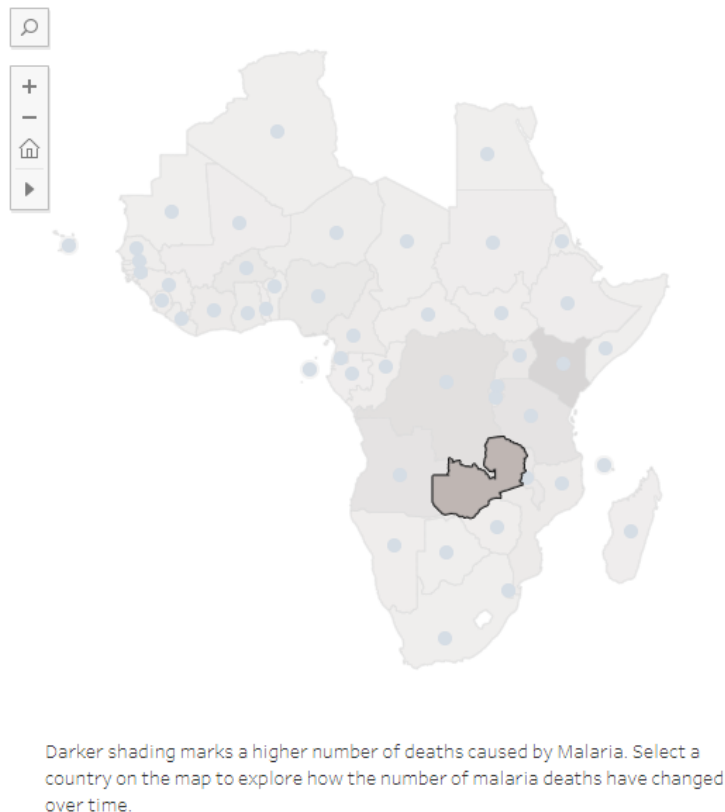 Darker shading marks a higher number of deaths caused by Malaria. Select a
country on the map to explore how the number of malaria deaths have changed
over time.